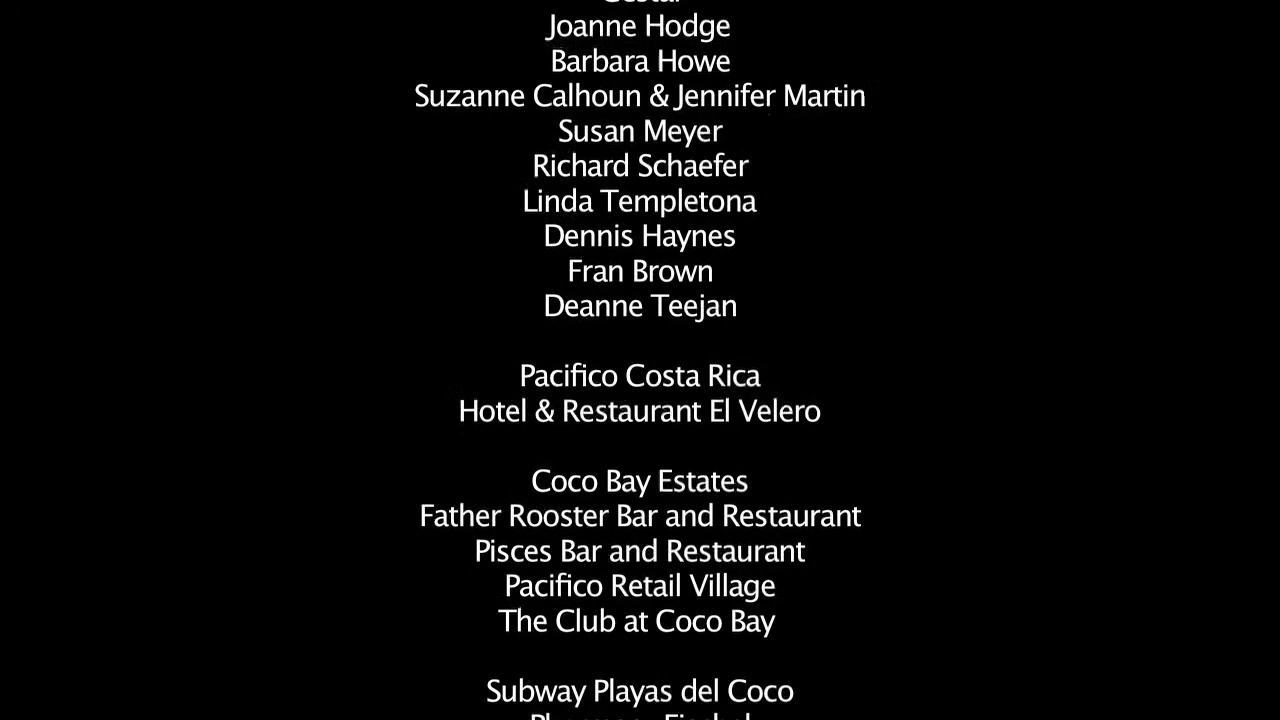 Joanne Hodge
Barbara Howe
Suzanne Calhoun & Jennifer Martin
Susan Meyer
Richard Schaefer
Linda Templetona
Dennis Haynes
Fran Brown
Deanne Teejan
Pacifico Costa Rica
Hotel & Restaurant El Velero
Coco Bay Estates
Father Rooster Bar and Restaurant
Pisces Bar and Restaurant
Pacifico Retail Village
The Club at Coco Bay
Subway Playas del Coco